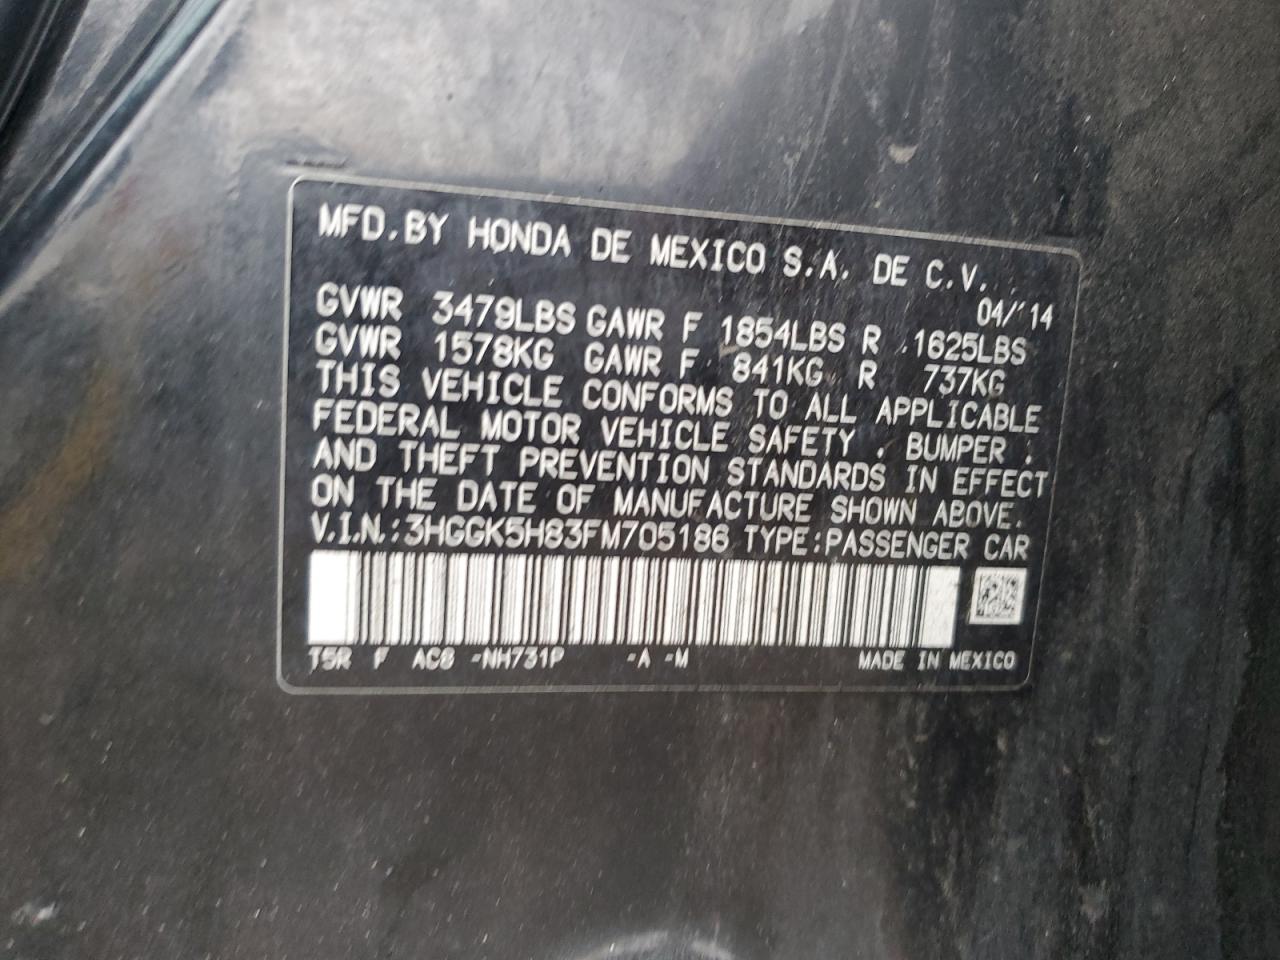 MFD.BY HONDA DE MEXICO S.A. DE C.V.
04/14
GVWR 3479LBS GAWR F 1854LBS R 1625LBS
GVWR 1578KG GAWR F 841KG R 737KG
THIS VEHICLE CONFORMS TO ALL APPLICABLE
FEDERAL MOTOR VEHICLE SAFETY , BUMPER ,
AND THEFT PREVENTION STANDARDS IN EFFECT
ON THE DATE OF MANUFACTURE SHOWN ABOVE.
V.I.N.:3HGGK5H83FM705186 TYPE:PASSENGER CAR
T5R F AC0 -NH731P -A -M MADE IN MEXICO